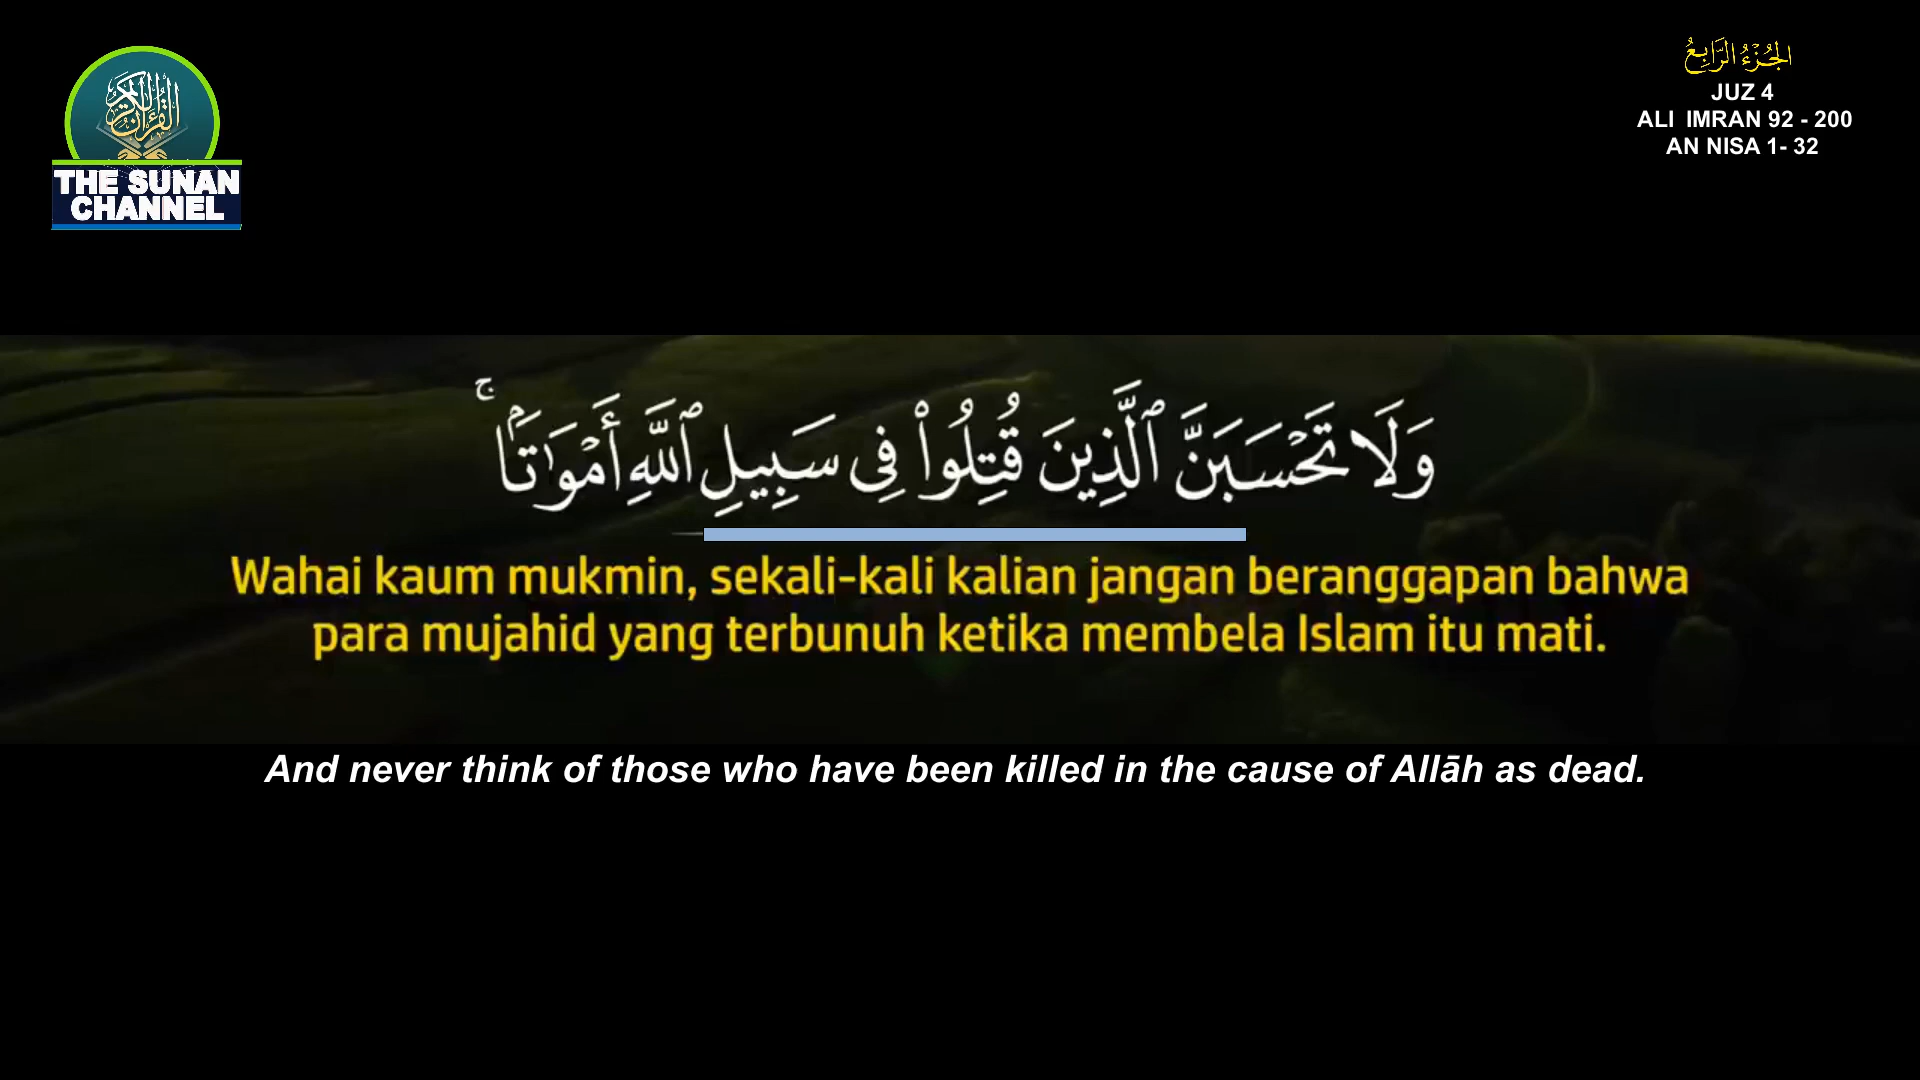 القرآن الكريم
THE SUNAN
CHANNEL
الجُزْءُ الرَّابِعُ
JUZ 4
ALI IMRAN 92 - 200
AN NISA 1- 32
وَلَا تَحْسَبَنَّ ٱلَّذِينَ قُتِلُوا۟ فِى سَبِيلِ ٱللَّهِ أَمْوَٰتًۢا ۚ
Wahai kaum mukmin, sekali-kali kalian jangan beranggapan bahwa
para mujahid yang terbunuh ketika membela Islam itu mati.
And never think of those who have been killed in the cause of Allāh as dead.